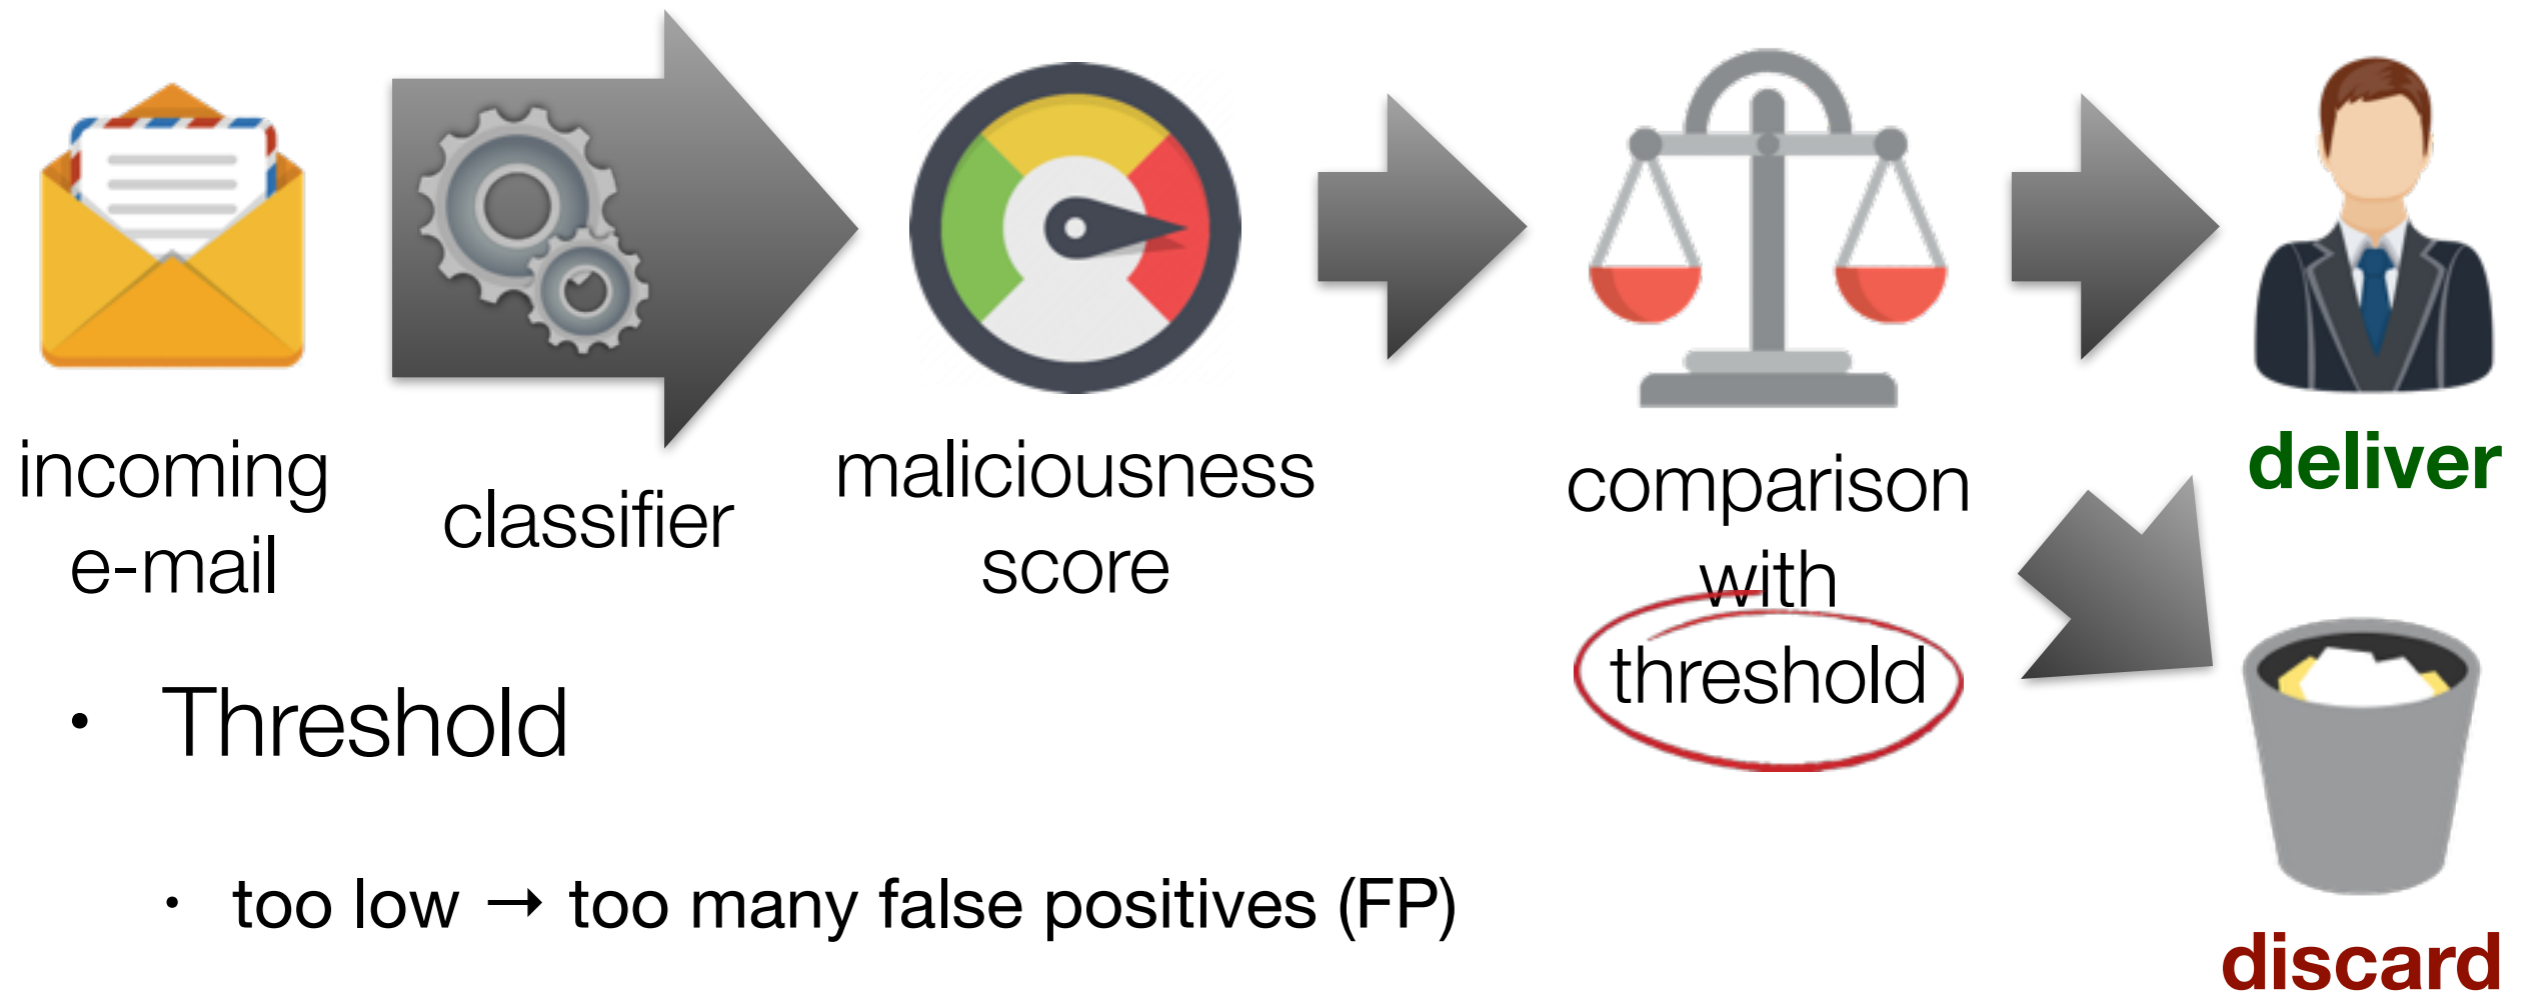 incoming
e-mail
classifier
maliciousness
score
comparison
with
threshold
deliver
discard
• Threshold
• too low → too many false positives (FP)